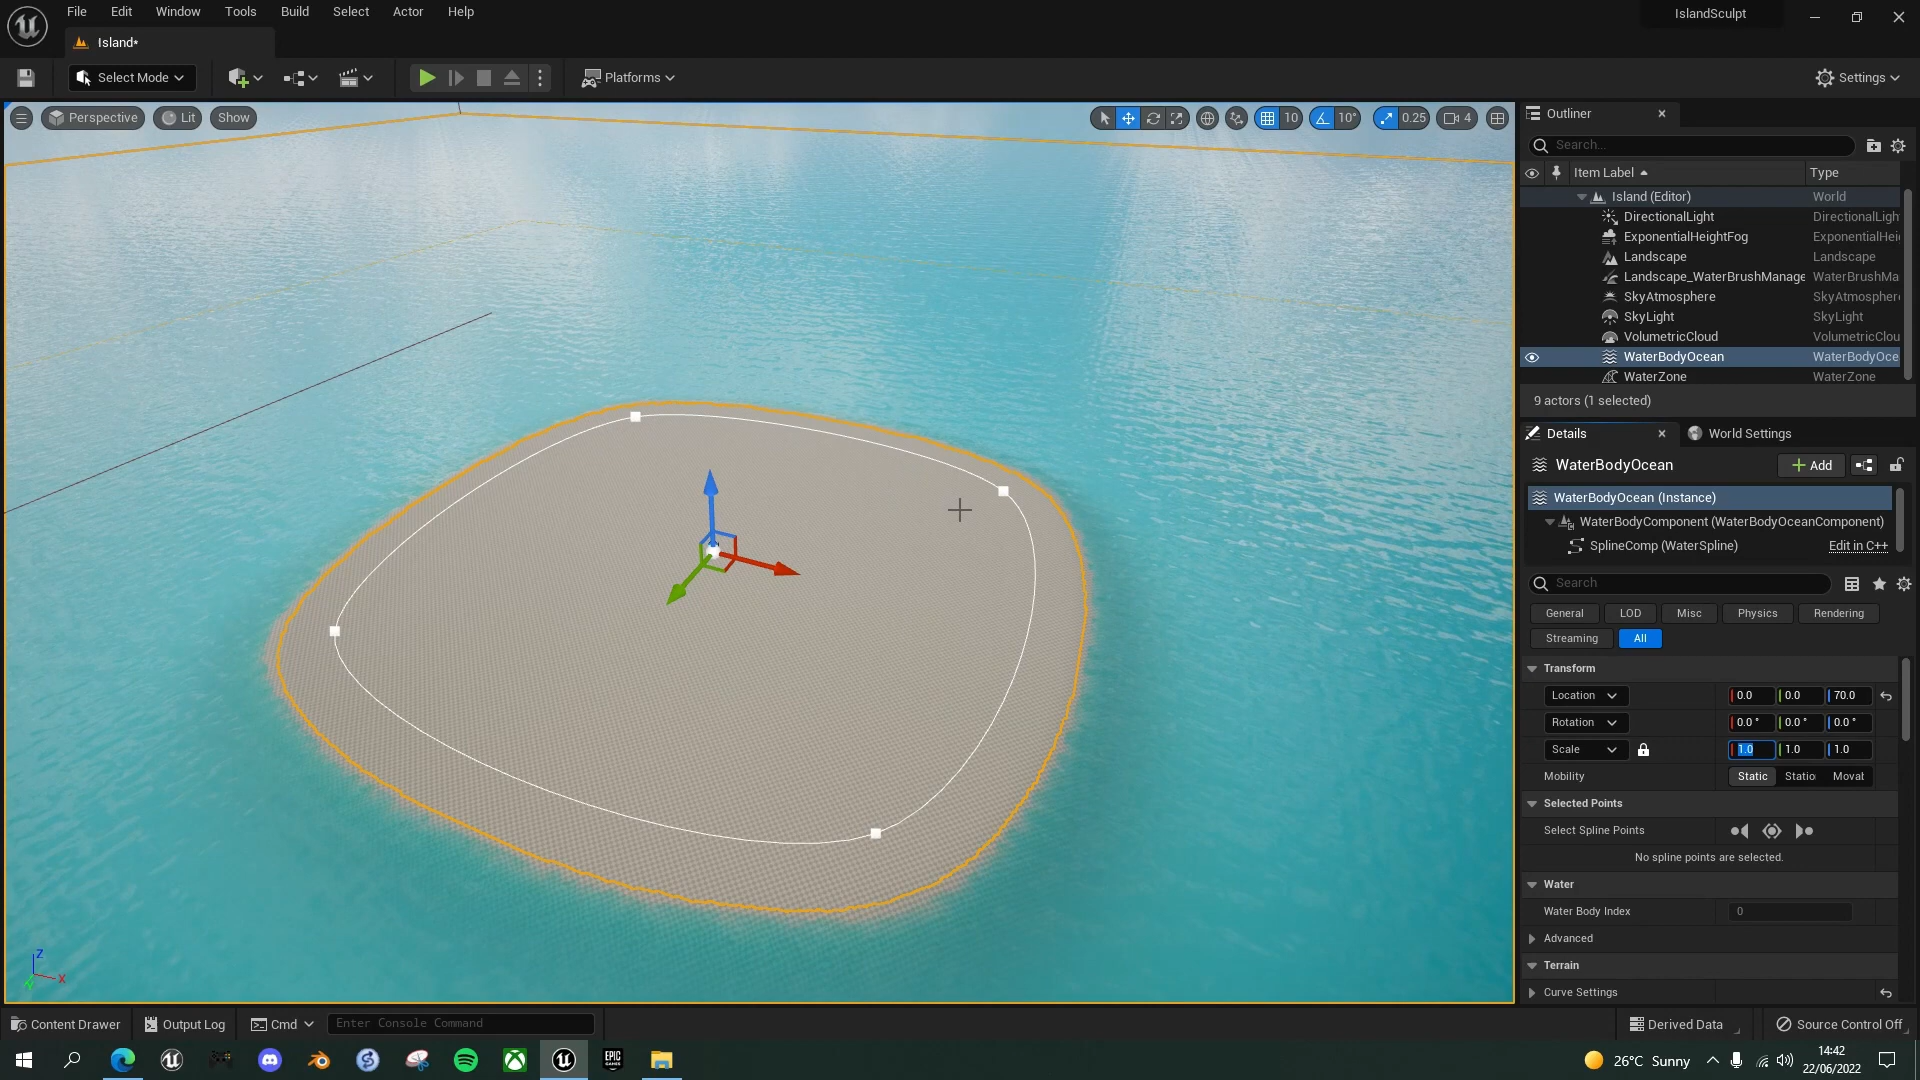 File Edit Window Tools Build Select Actor Help
IslandSculpt
Island*
Select Mode
Platforms
Settings
Perspective
Lit
Show
10
10°
0.25
4
Outliner
Search...
Item Label
Type
Island (Editor) World
DirectionalLight DirectionalLigh
ExponentialHeightFog ExponentialHei
Landscape Landscape
Landscape_WaterBrushManage WaterBrushMa
SkyAtmosphere SkyAtmospher
SkyLight SkyLight
VolumetricCloud VolumetricClou
WaterBodyOcean WaterBodyOce
WaterZone WaterZone
9 actors (1 selected)
Details
World Settings
WaterBodyOcean
Add
WaterBodyOcean (Instance)
WaterBodyComponent (WaterBodyOceanComponent)
SplineComp (WaterSpline) Edit in C++
Search
General LOD Misc Physics Rendering
Streaming All
Transform
Location 0.0 0.0 70.0
Rotation 0.0 ° 0.0 ° 0.0 °
Scale 1.0 1.0 1.0
Mobility Static Statio Movat
Selected Points
Select Spline Points
No spline points are selected.
Water
Water Body Index 0
Advanced
Terrain
Curve Settings
Z
X
Y
Content Drawer
Output Log
Cmd
Enter Console Command
Derived Data
Source Control Off
EPIC
GAMES
26°C Sunny
14:42
22/06/2022